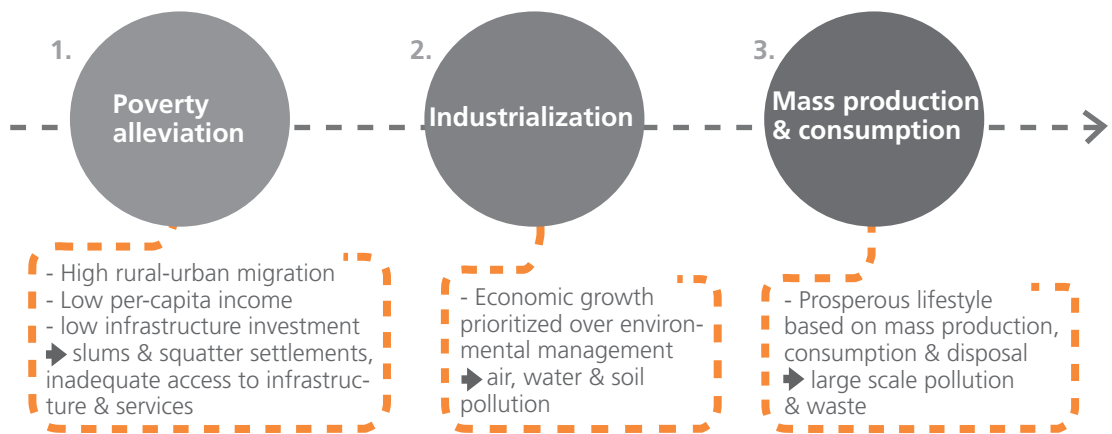 1.
Poverty
alleviation
2.
Industrialization
3.
Mass production
& consumption
- High rural-urban migration
- Low per-capita income
- low infrastructure investment
slums & squatter settlements,
inadequate access to infrastruc-
ture & services
- Economic growth
prioritized over environ-
mental management
air, water & soil
pollution
- Prosperous lifestyle
based on mass production,
consumption & disposal
large scale pollution
& waste